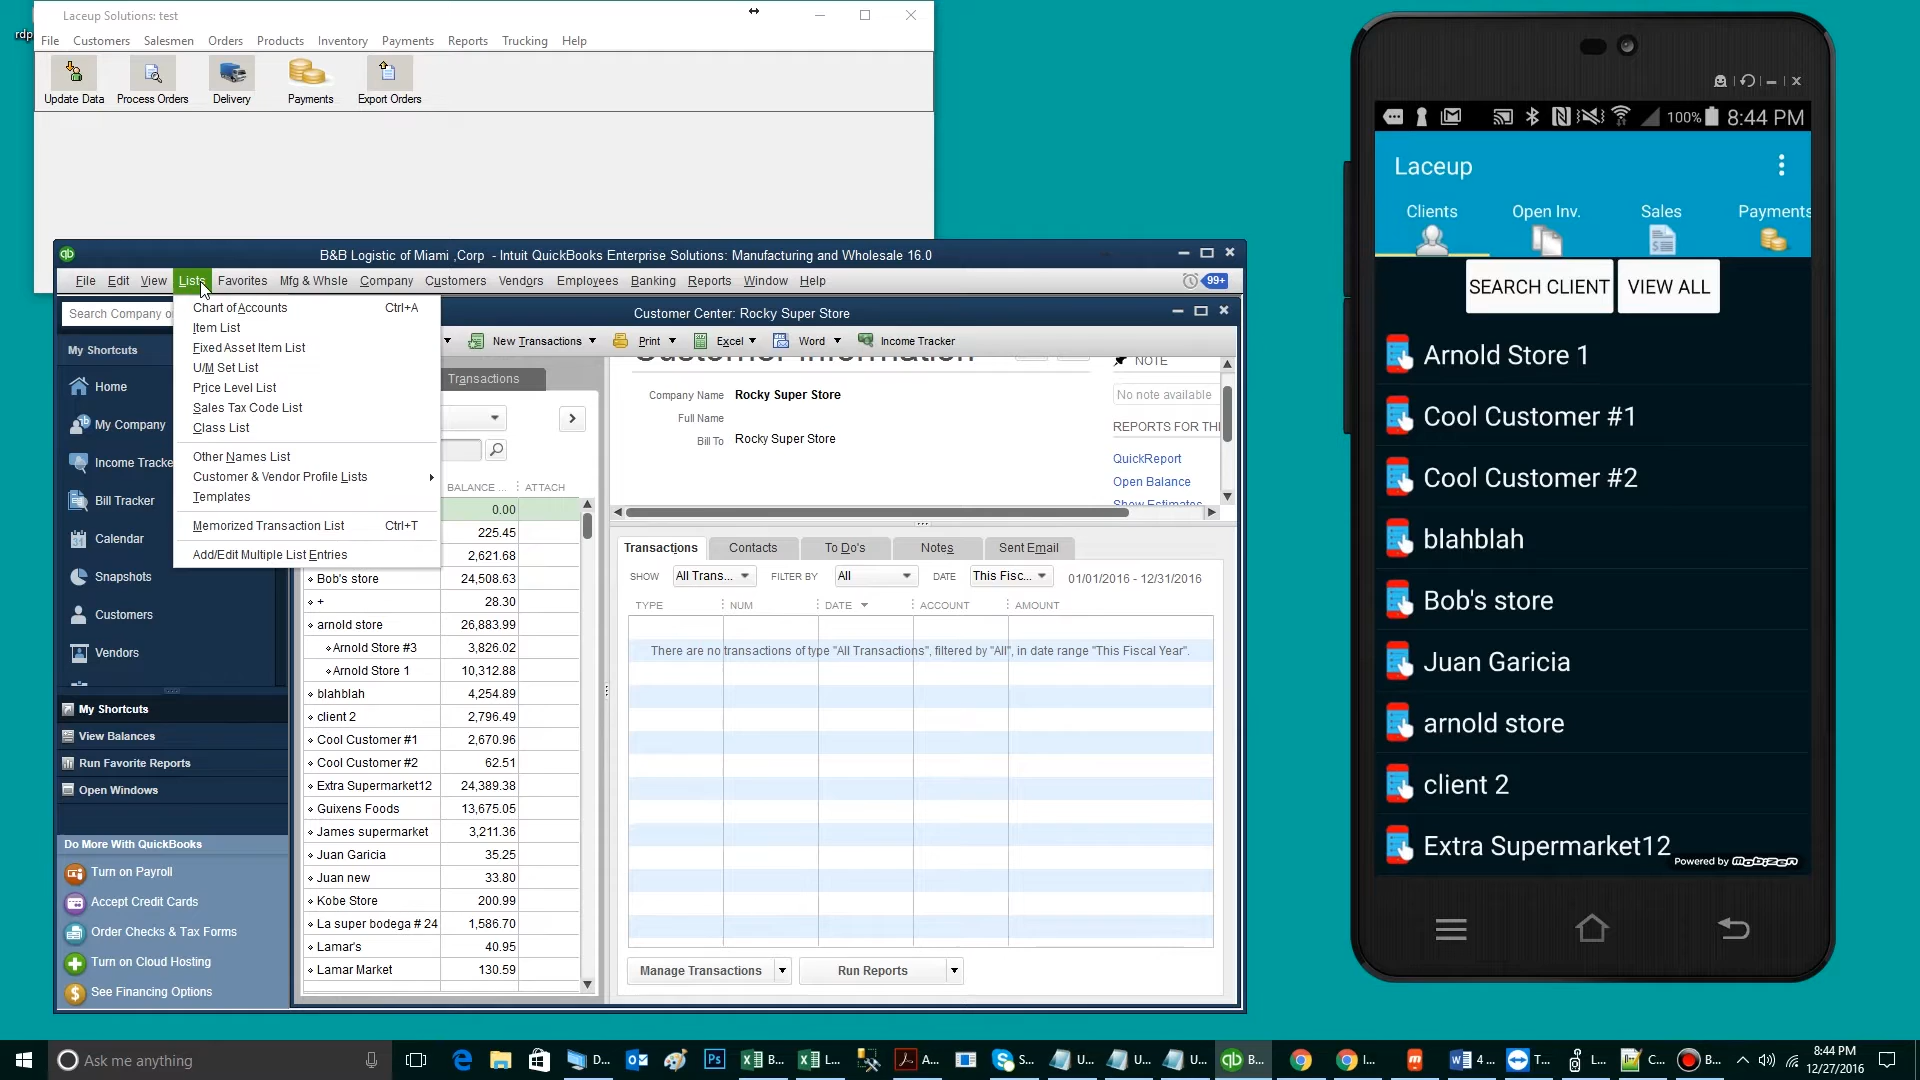 rdp
Laceup Solutions: test
File Customers Salesmen Orders Products Inventory Payments Reports Trucking Help
Update Data Process Orders Delivery Payments Export Orders
B&B Logistic of Miami ,Corp - Intuit QuickBooks Enterprise Solutions: Manufacturing and Wholesale 16.0
File Edit View Lists Favorites Mfg & Whsle Company Customers Vendors Employees Banking Reports Window Help 99+
Search Company o
My Shortcuts
Home
My Company
Income Tracke
Bill Tracker
Calendar
Snapshots
Customers
Vendors
My Shortcuts
View Balances
Run Favorite Reports
Open Windows
Do More With QuickBooks
Turn on Payroll
Accept Credit Cards
Order Checks & Tax Forms
Turn on Cloud Hosting
See Financing Options
Chart of Accounts Ctrl+A
Item List
Fixed Asset Item List
U/M Set List
Price Level List
Sales Tax Code List
Class List
Other Names List
Customer & Vendor Profile Lists
Templates
Memorized Transaction List Ctrl+T
Add/Edit Multiple List Entries
Customer Center: Rocky Super Store
New Transactions Print Excel Word Income Tracker
Transactions
BALANCE ... ATTACH
0.00
225.45
2,621.68
Bob's store 24,508.63
+ 28.30
arnold store 26,883.99
Arnold Store #3 3,826.02
Arnold Store 1 10,312.88
blahblah 4,254.89
client 2 2,796.49
Cool Customer #1 2,670.96
Cool Customer #2 62.51
Extra Supermarket12 24,389.38
Guixens Foods 13,675.05
James supermarket 3,211.36
Juan Garicia 35.25
Juan new 33.80
Kobe Store 200.99
La super bodega # 24 1,586.70
Lamar's 40.95
Lamar Market 130.59
Customer Information
Company Name Rocky Super Store
Full Name
Bill To Rocky Super Store
NOTE
No note available
REPORTS FOR THI
QuickReport
Open Balance
Show Estimates
Transactions Contacts To Do's Notes Sent Email
SHOW All Trans... FILTER BY All DATE This Fisc... 01/01/2016 - 12/31/2016
TYPE NUM DATE ACCOUNT AMOUNT
There are no transactions of type "All Transactions", filtered by "All", in date range "This Fiscal Year".
Manage Transactions Run Reports
100% 8:44 PM
Laceup
Clients Open Inv. Sales Payments
SEARCH CLIENT VIEW ALL
Arnold Store 1
Cool Customer #1
Cool Customer #2
blahblah
Bob's store
Juan Garicia
arnold store
client 2
Extra Supermarket12
Powered by Mobizen
Ask me anything
D... B... L... A... S... U... U... U... B... I... 4 ... T... L... C... B...
8:44 PM
12/27/2016